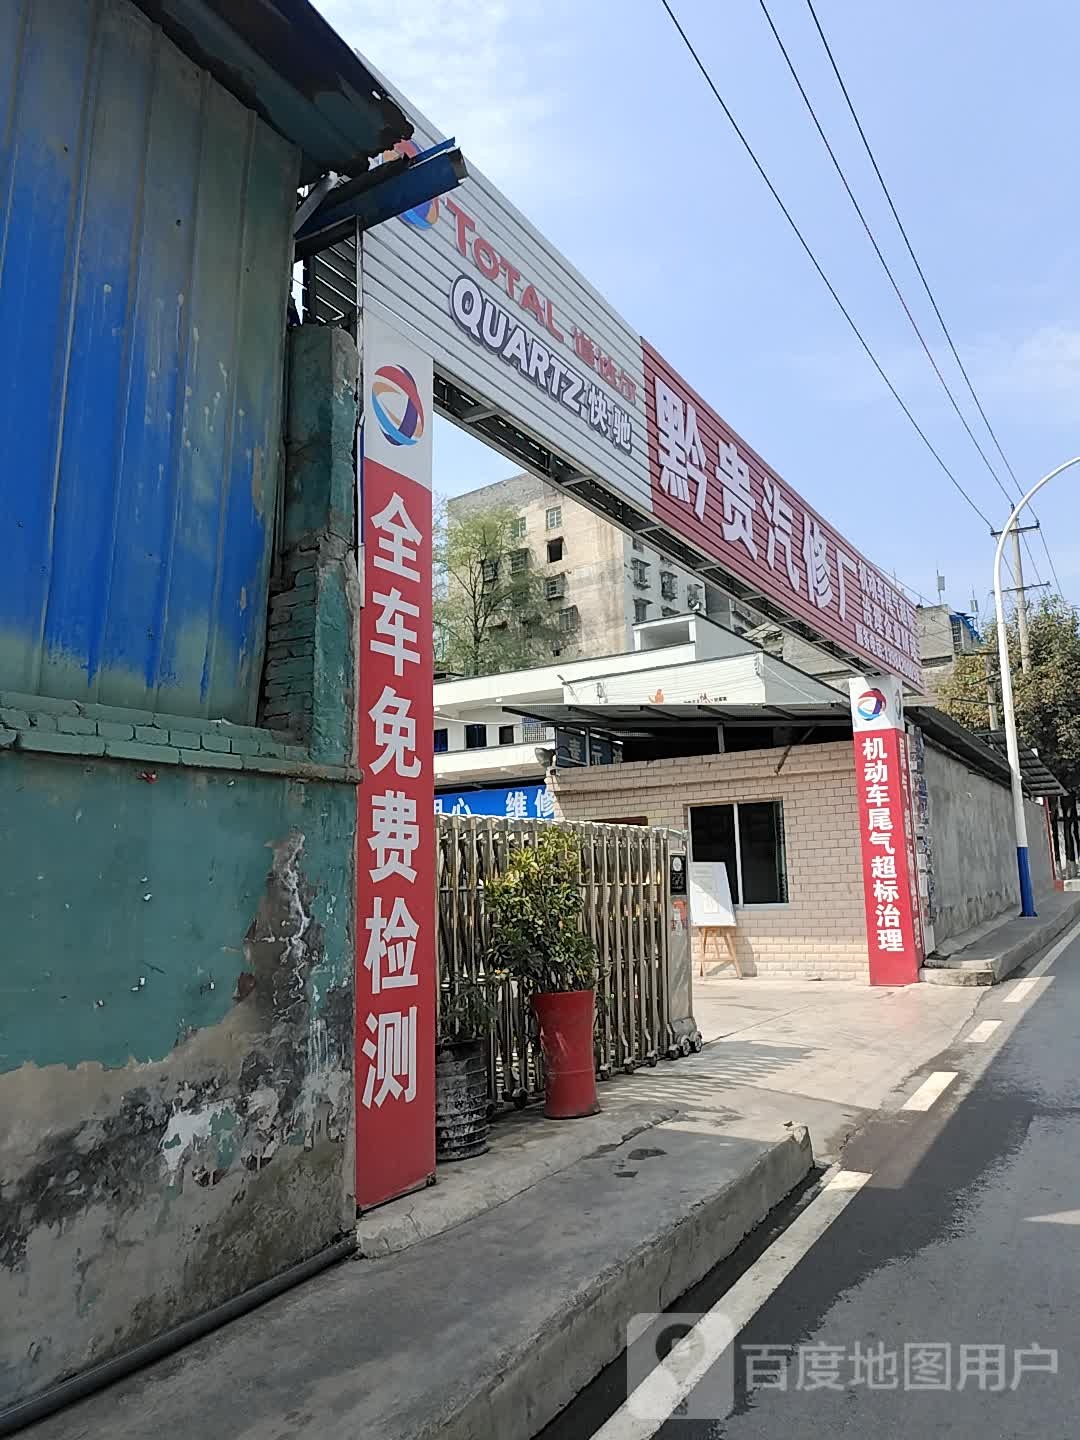 TOTAL 道达尔
QUARTZ 快驰
黔贵汽修厂
全车免费检测
机动车尾气超标治理
心 维修
百度地图用户